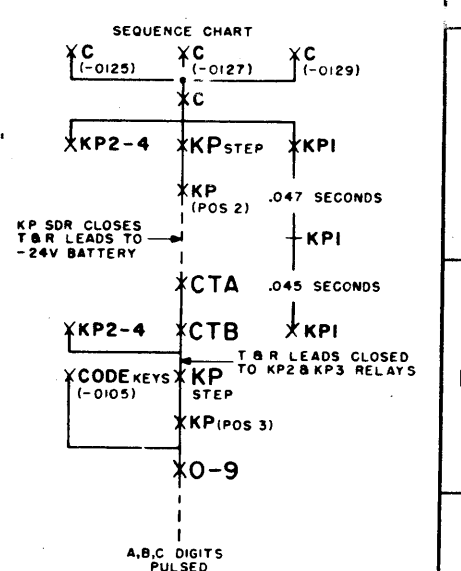 SEQUENCE CHART
C C C
(-0125) (-0127) (-0129)
C
KP2-4 KP STEP KP1
KP
(POS 2)
.047 SECONDS
KP SDR CLOSES
T & R LEADS TO
-24V BATTERY
KP1
CTA
.045 SECONDS
KP2-4 CTB KP1
T & R LEADS CLOSED
TO KP2 & KP3 RELAYS
CODE KEYS KP
(-0105) STEP
KP (POS 3)
0-9
A,B,C DIGITS
PULSED